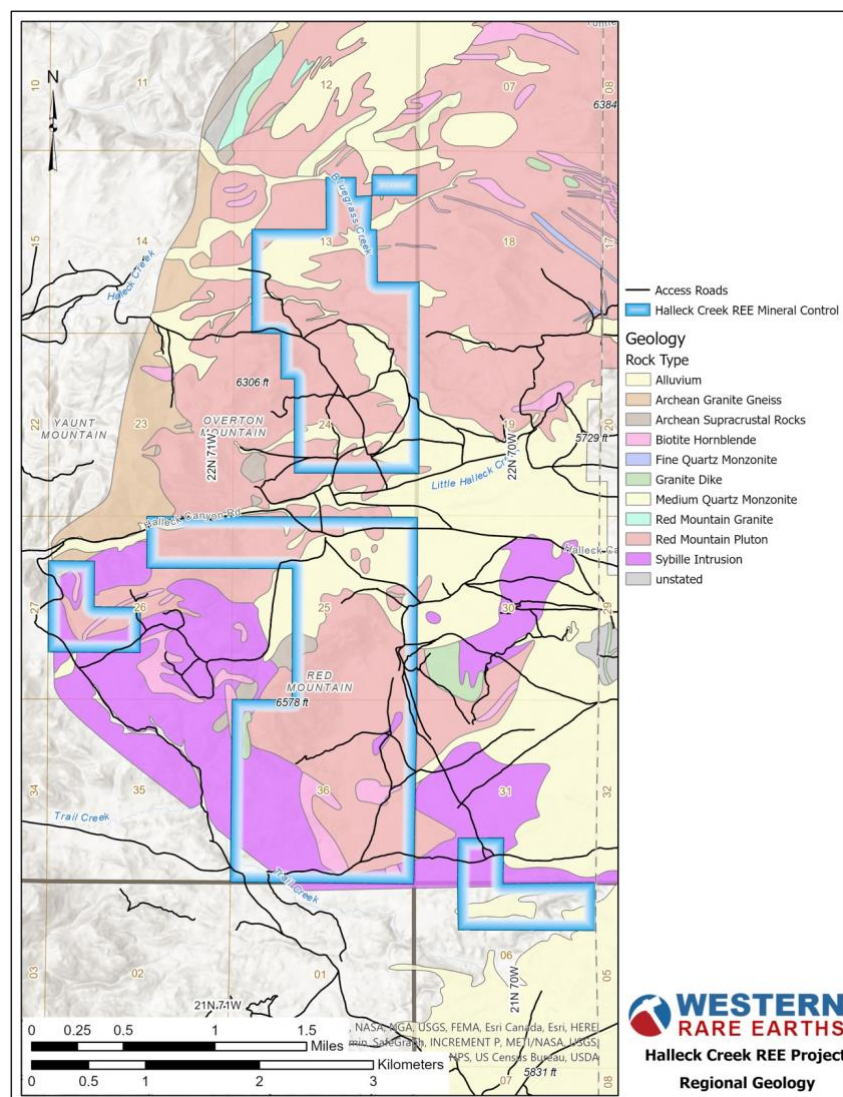 Tuttle
10
11
12
07
08
6384
N
Bluegrass Creek
15
14
13
18
17
Halleck Creek
6306 ft
22
YAUNT
MOUNTAIN
23
OVERTON
MOUNTAIN
22N 71W
24
19
22N 70W
20
5729 ft
Little Halleck Cre
Halleck Canyon Rd
Halleck Ca
27
26
25
30
29
RED
MOUNTAIN
6578 ft
34
35
36
31
32
Trail Creek
Trail Creek
03
02
01
06
05
21N 71W
21N 70W
07
08
5831 ft
0 0.25 0.5 1 1.5
Miles
0 0.5 1 2 3
Kilometers
, NASA, NGA, USGS, FEMA, Esri Canada, Esri, HERE,
min, SafeGraph, INCREMENT P, METI/NASA, USGS,
NPS, US Census Bureau, USDA
Access Roads
Halleck Creek REE Mineral Control
Geology
Rock Type
Alluvium
Archean Granite Gneiss
Archean Supracrustal Rocks
Biotite Hornblende
Fine Quartz Monzonite
Granite Dike
Medium Quartz Monzonite
Red Mountain Granite
Red Mountain Pluton
Sybille Intrusion
unstated
WESTERN
RARE EARTHS
Halleck Creek REE Project
Regional Geology